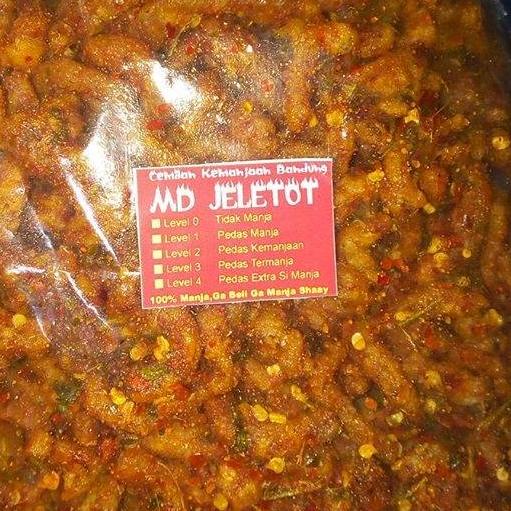 Cemilan Kemanjaan Bandung
MD JELETOT
Level 0 Tidak Manja
Level 1 Pedas Manja
Level 2 Pedas Kemanjaan
Level 3 Pedas Termanja
Level 4 Pedas Extra Si Manja
100% Manja,Ga Beli Ga Manja Shaay